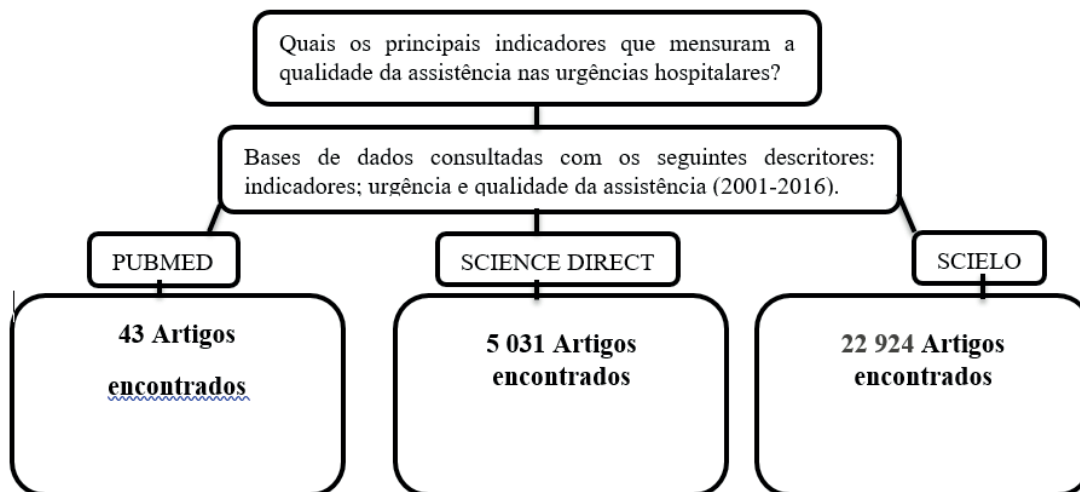 Quais os principais indicadores que mensuram a
qualidade da assistência nas urgências hospitalares?
Bases de dados consultadas com os seguintes descritores:
indicadores; urgência e qualidade da assistência (2001-2016).
PUBMED
SCIENCE DIRECT
SCIELO
43 Artigos
encontrados
5 031 Artigos
encontrados
22 924 Artigos
encontrados